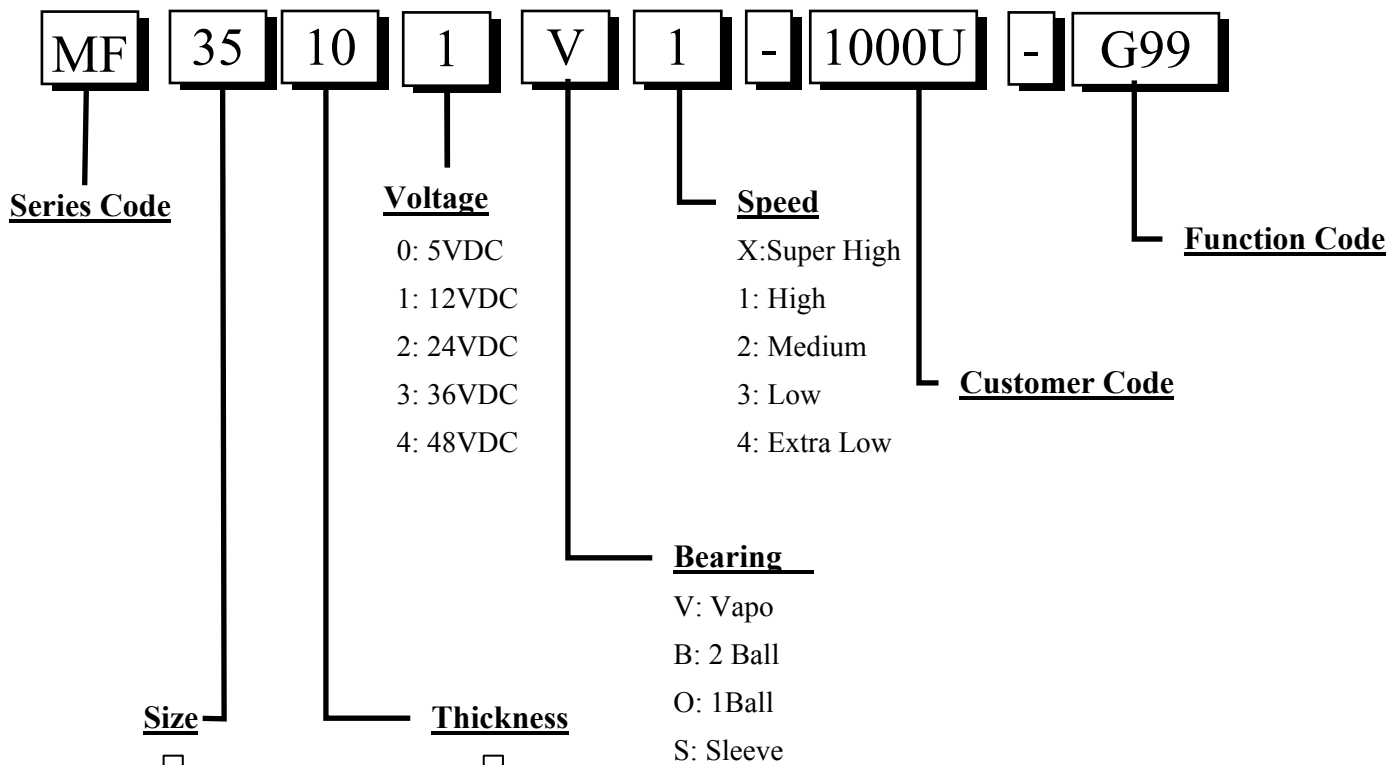 MF 35 10 1 V 1 - 1000U - G99
Series Code
Voltage
0: 5VDC
1: 12VDC
2: 24VDC
3: 36VDC
4: 48VDC
Speed
X:Super High
1: High
2: Medium
3: Low
4: Extra Low
Function Code
Customer Code
Bearing
V: Vapo
B: 2 Ball
O: 1Ball
S: Sleeve
Size
Thickness